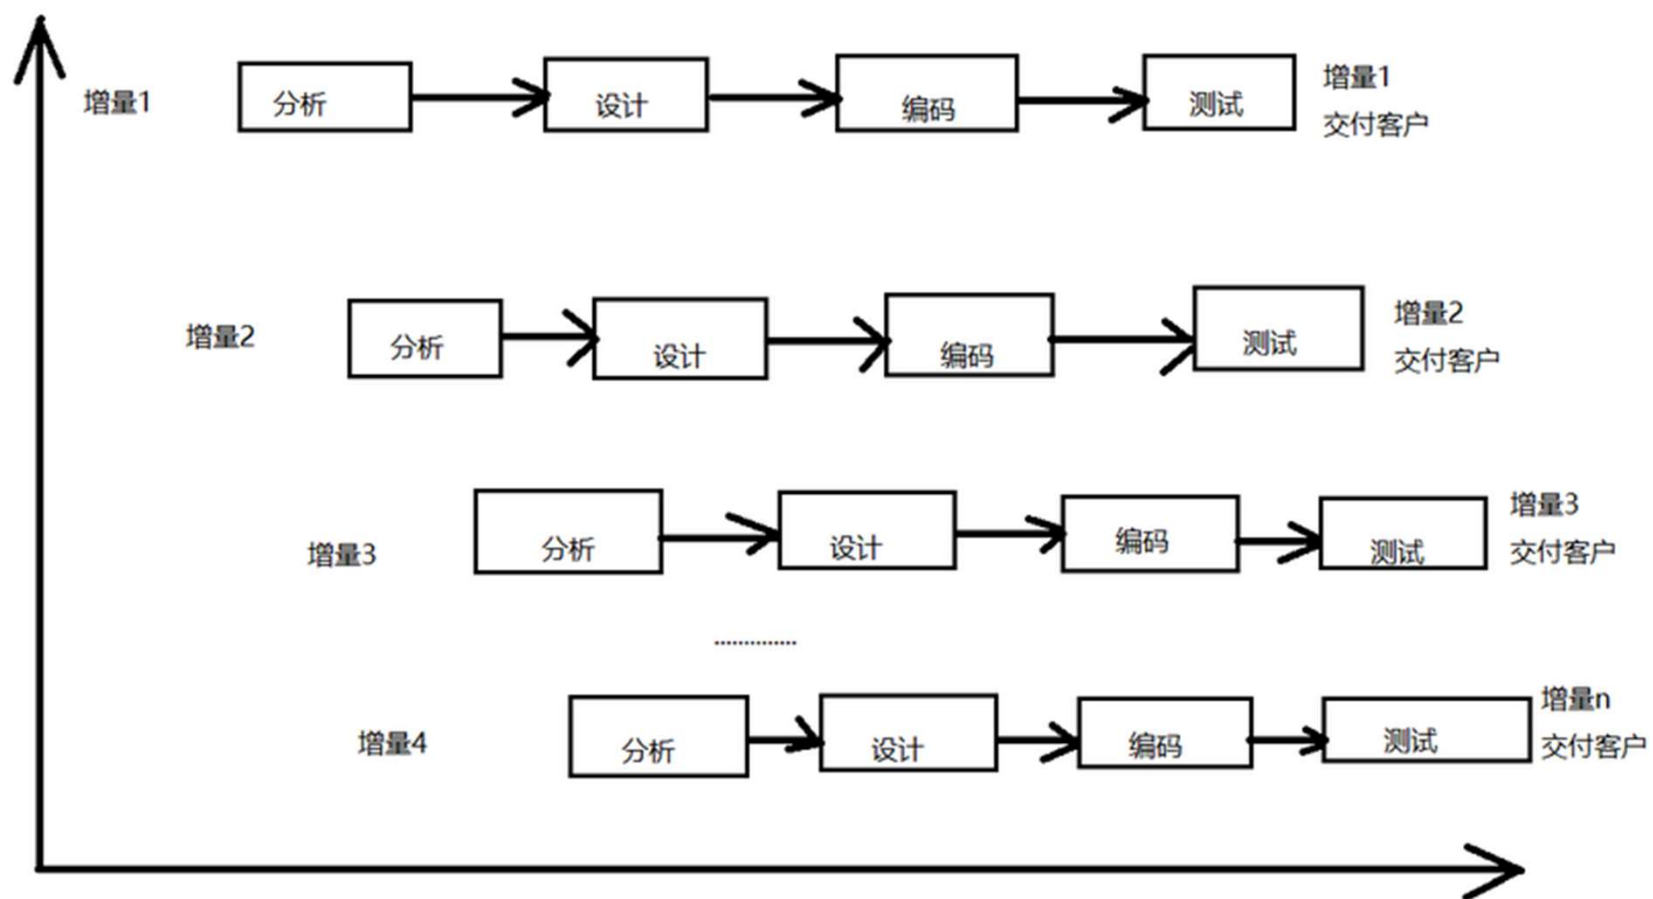 增量1
分析
设计
编码
测试
增量1
交付客户
增量2
分析
设计
编码
测试
增量2
交付客户
增量3
分析
设计
编码
测试
增量3
交付客户
..............
增量4
分析
设计
编码
测试
增量n
交付客户